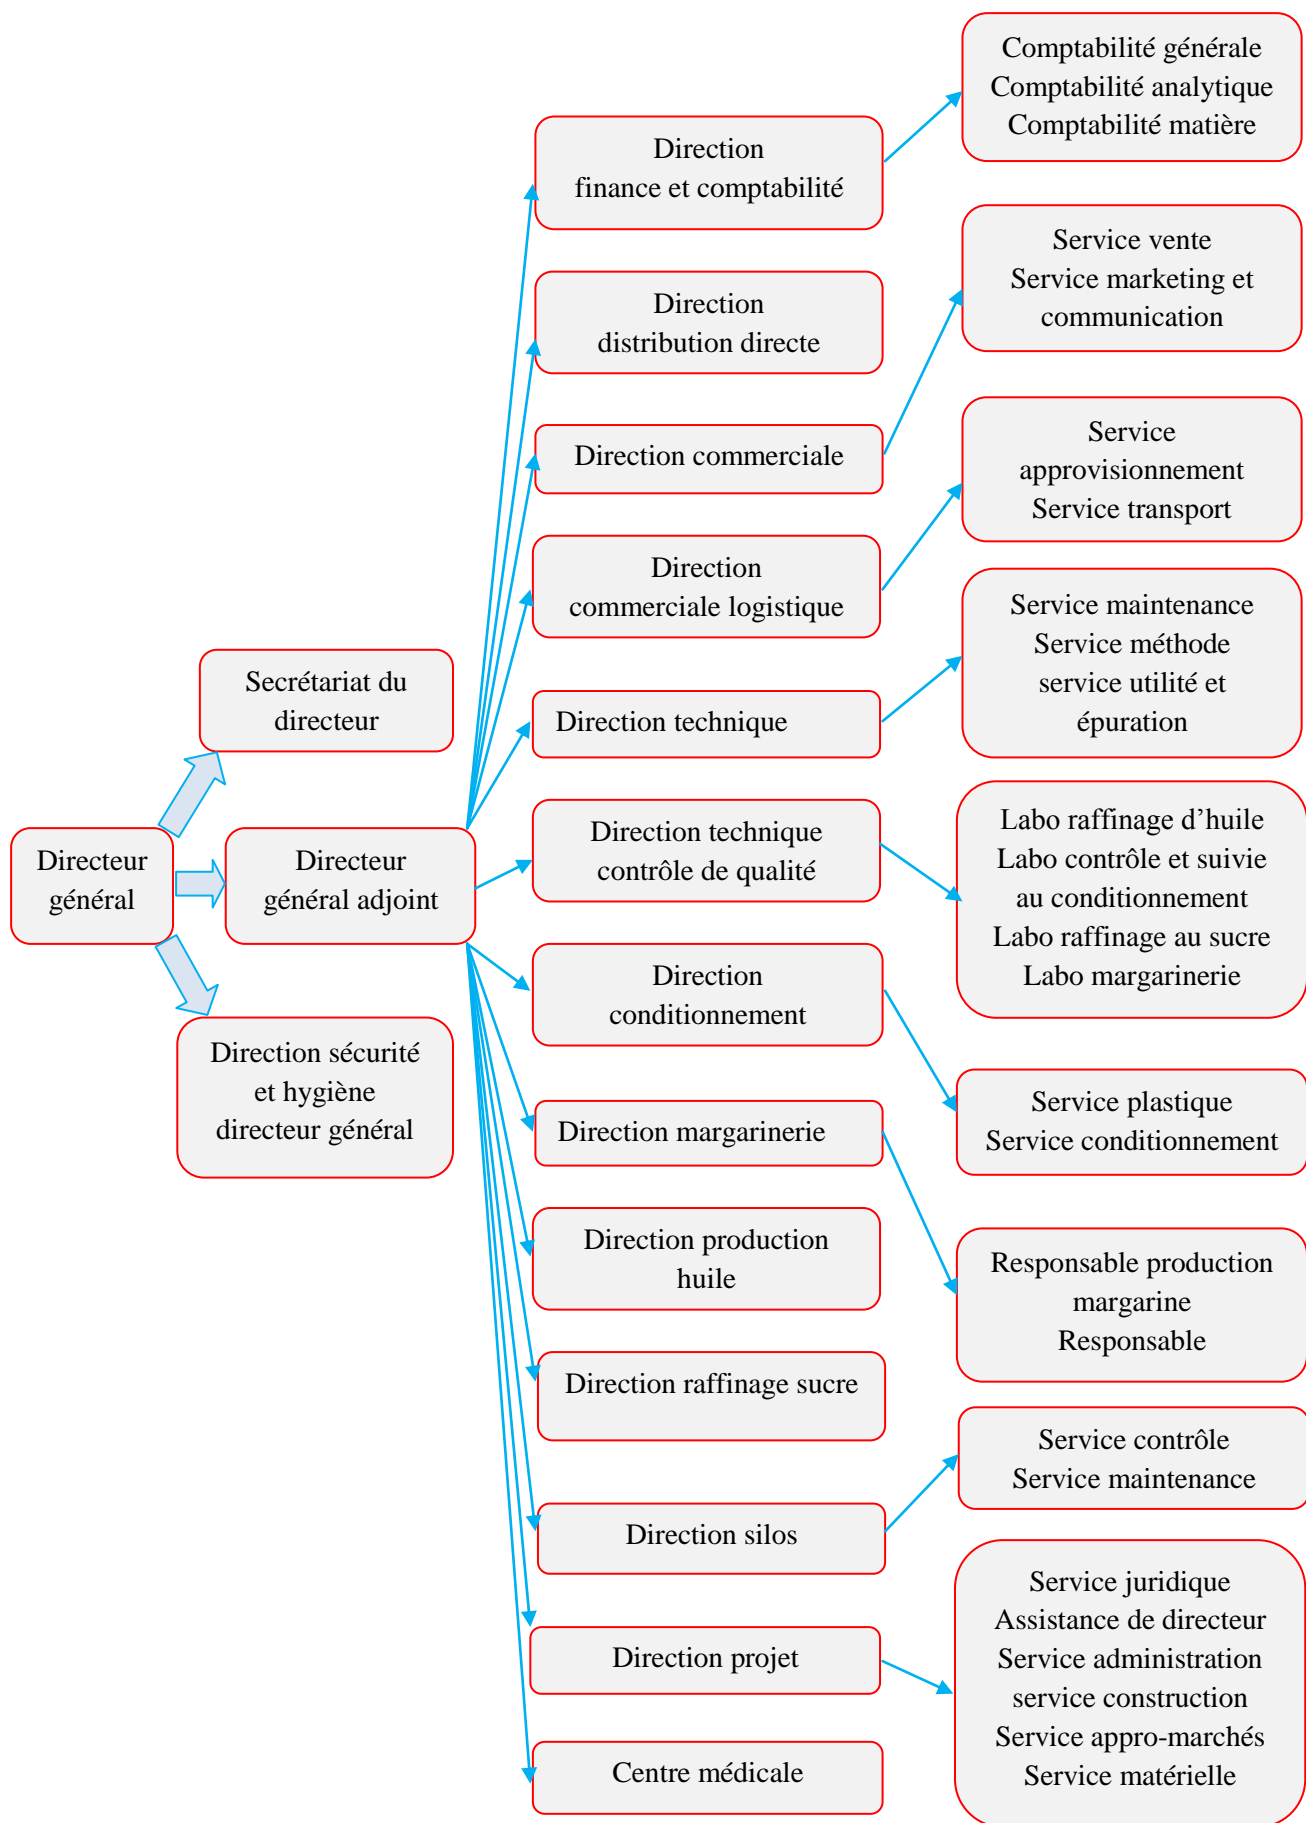 Directeur
général
Secrétariat du
directeur
Directeur
général adjoint
Direction sécurité
et hygiène
directeur général
Direction
finance et comptabilité
Direction
distribution directe
Direction commerciale
Direction
commerciale logistique
Direction technique
Direction technique
contrôle de qualité
Direction
conditionnement
Direction margarinerie
Direction production
huile
Direction raffinage sucre
Direction silos
Direction projet
Centre médicale
Comptabilité générale
Comptabilité analytique
Comptabilité matière
Service vente
Service marketing et
communication
Service
approvisionnement
Service transport
Service maintenance
Service méthode
service utilité et
épuration
Labo raffinage d’huile
Labo contrôle et suivie
au conditionnement
Labo raffinage au sucre
Labo margarinerie
Service plastique
Service conditionnement
Responsable production
margarine
Responsable
Service contrôle
Service maintenance
Service juridique
Assistance de directeur
Service administration
service construction
Service appro-marchés
Service matérielle